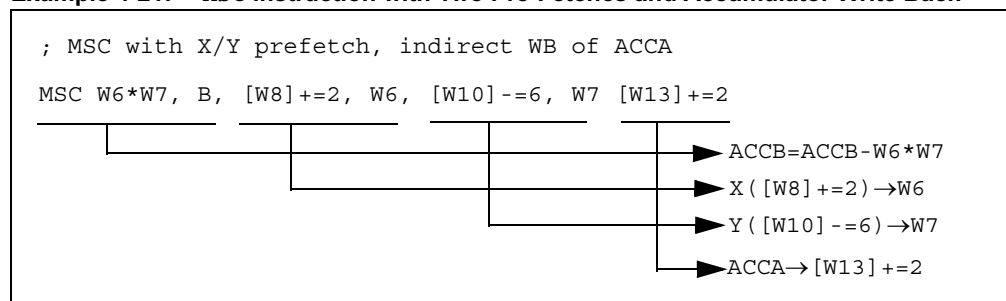 ; MSC with X/Y prefetch, indirect WB of ACCA
MSC W6*W7, B, [W8]+=2, W6, [W10]-=6, W7 [W13]+=2
ACCB=ACCB-W6*W7
X([W8]+=2)→W6
Y([W10]-=6)→W7
ACCA→[W13]+=2